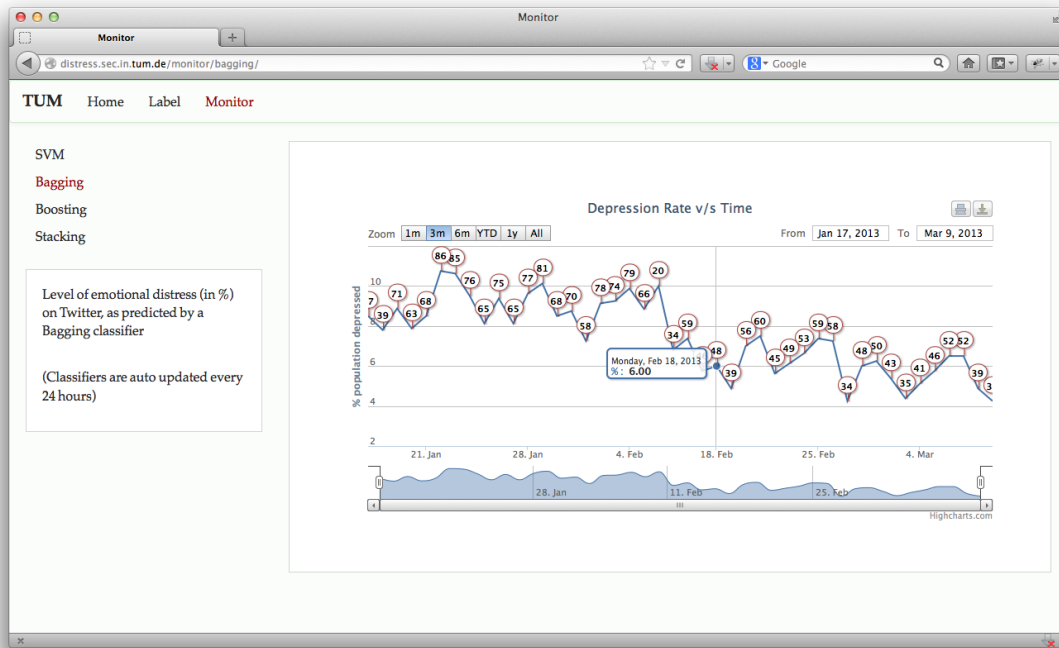 Monitor
Monitor
distress.sec.in.tum.de/monitor/bagging/
Google
TUM Home Label Monitor
SVM
Bagging
Boosting
Stacking
Level of emotional distress (in %)
on Twitter, as predicted by a
Bagging classifier
(Classifiers are auto updated every
24 hours)
Depression Rate v/s Time
Zoom 1m 3m 6m YTD 1y All From Jan 17, 2013 To Mar 9, 2013
% population depressed
10
8
6
4
2
7 39 71 63 68 86 85 76 65 75 65 77 81 68 70 58 78 74 79 66 20 34 59 48 39 56 60 45 49 53 59 58 34 48 50 43 35 41 46 52 52 39
Monday, Feb 18, 2013
%: 6.00
21. Jan 28. Jan 4. Feb 18. Feb 25. Feb 4. Mar
28. Jan 11. Feb 25. Feb
Highcharts.com